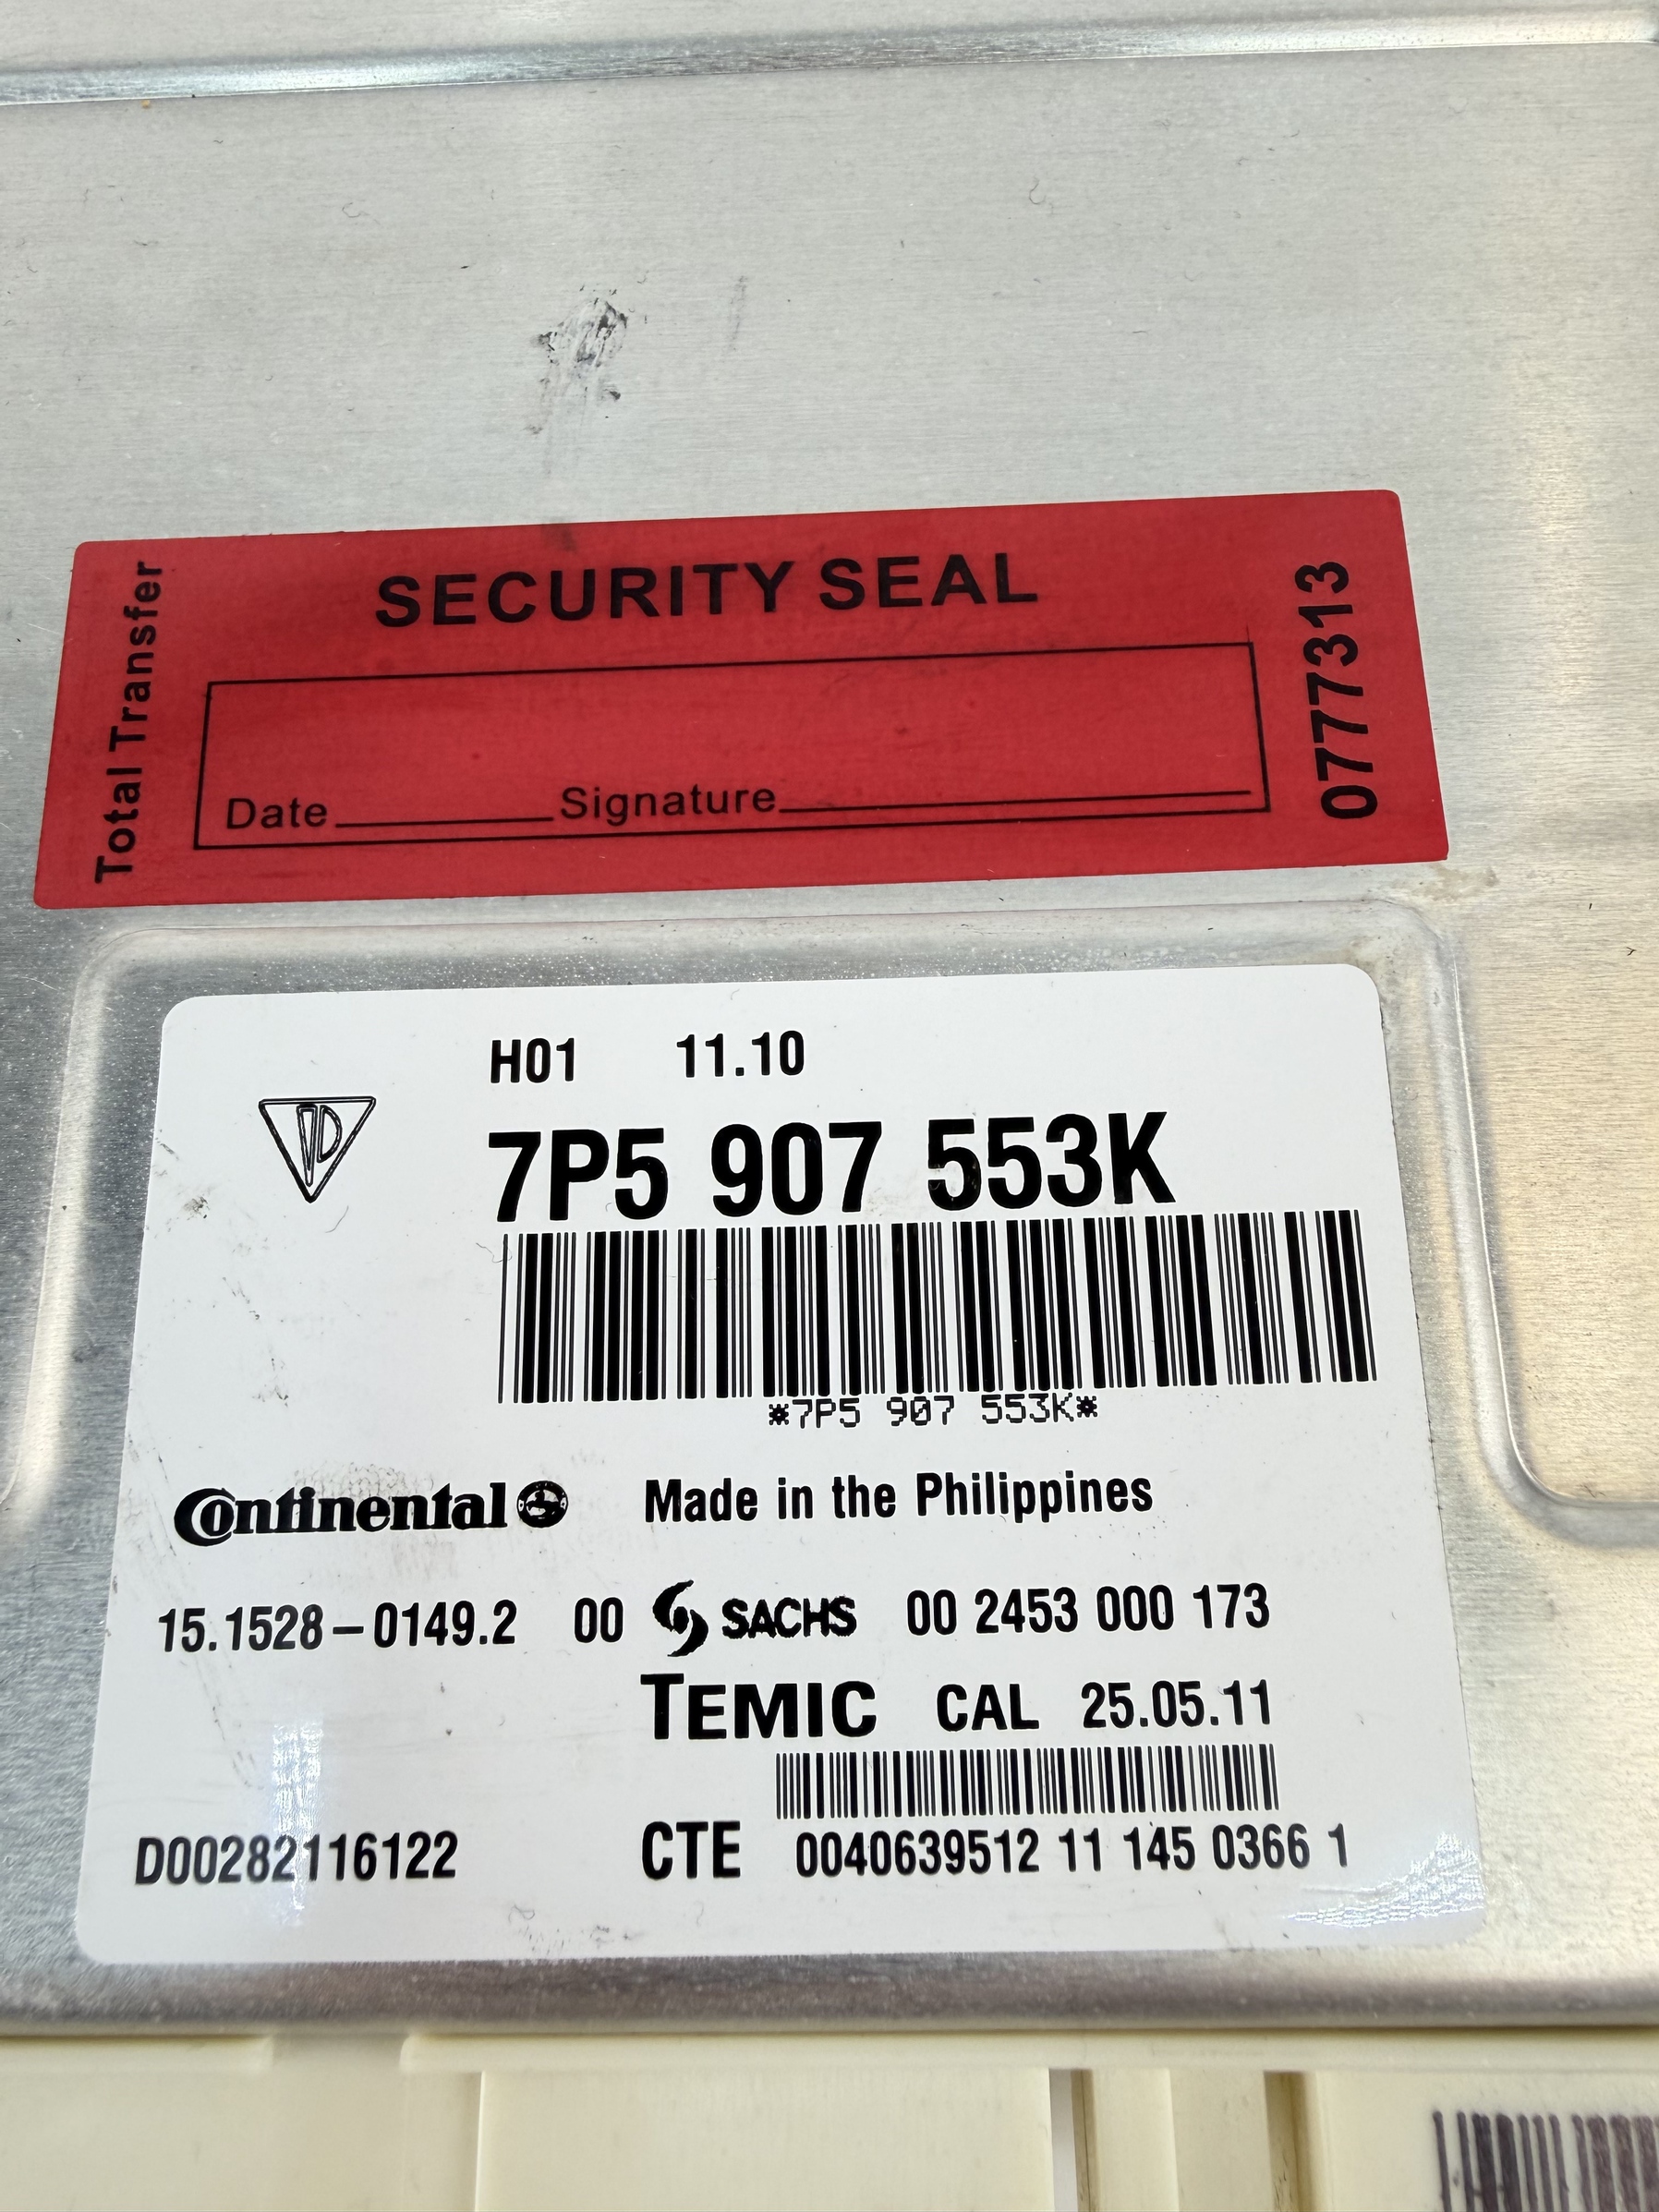 SECURITY SEAL
Total Transfer
0777313
Date Signature
H01 11.10
7P5 907 553K
*7P5 907 553K*
Continental Made in the Philippines
15.1528-0149.2 00 SACHS 00 2453 000 173
TEMIC CAL 25.05.11
D00282116122 CTE 0040639512 11 145 0366 1